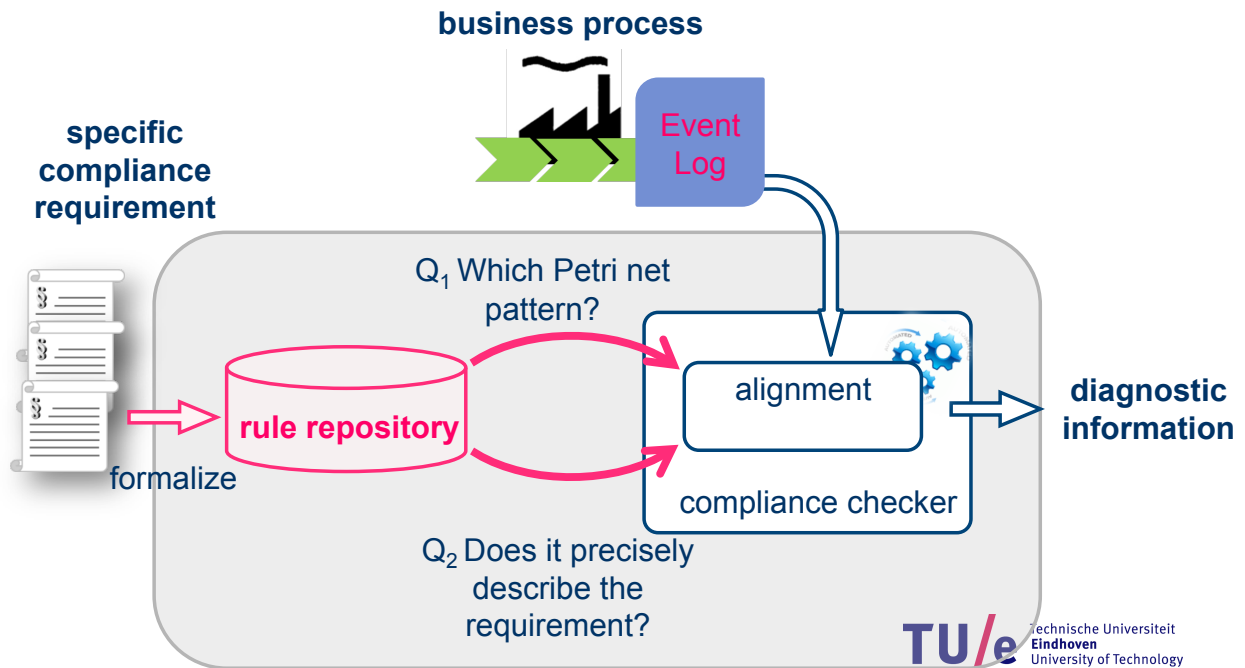 business process
specific
compliance
requirement
Event
Log
Q₁ Which Petri net
pattern?
§
§
§
rule repository
alignment
diagnostic
information
formalize
compliance checker
Q₂ Does it precisely
describe the
requirement?
TU/e
Technische Universiteit
Eindhoven
University of Technology